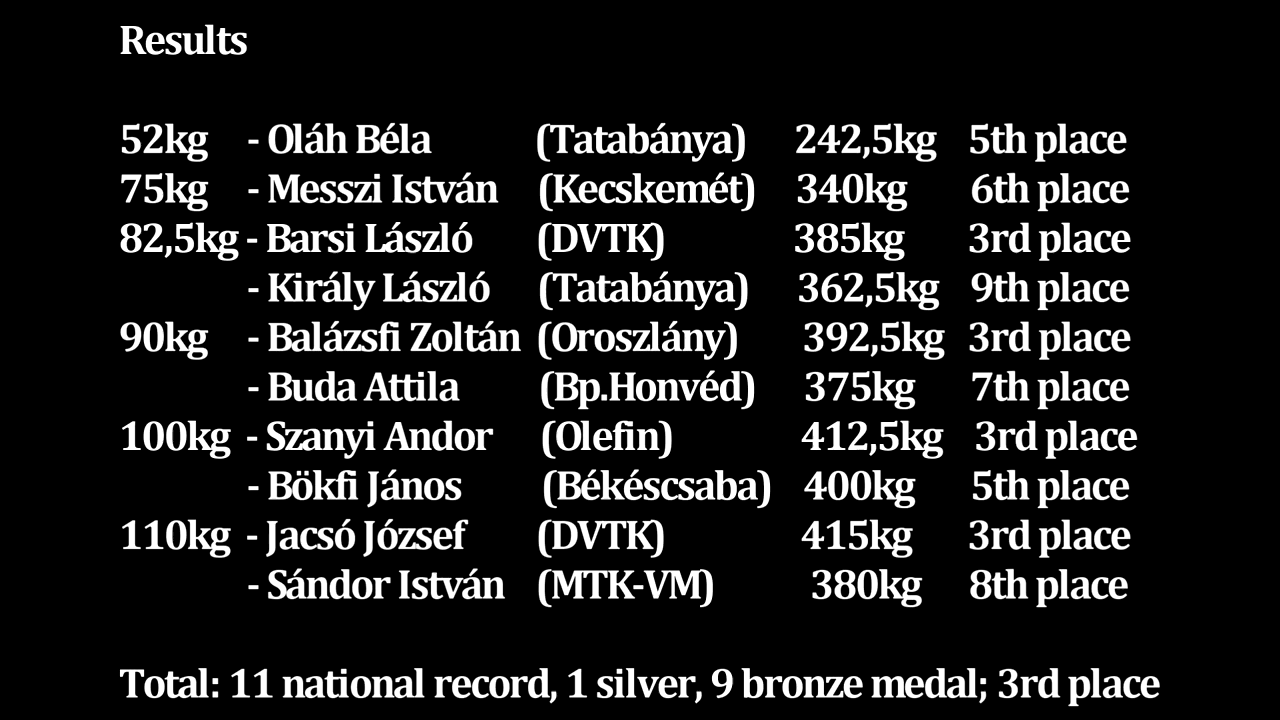 Results
52kg - Oláh Béla (Tatabánya) 242,5kg 5th place
75kg - Messzi István (Kecskemét) 340kg 6th place
82,5kg - Barsi László (DVTK) 385kg 3rd place
- Király László (Tatabánya) 362,5kg 9th place
90kg - Balázsfi Zoltán (Oroszlány) 392,5kg 3rd place
- Buda Attila (Bp.Honvéd) 375kg 7th place
100kg - Szanyi Andor (Olefin) 412,5kg 3rd place
- Bökfi János (Békéscsaba) 400kg 5th place
110kg - Jacsó József (DVTK) 415kg 3rd place
- Sándor István (MTK-VM) 380kg 8th place
Total: 11 national record, 1 silver, 9 bronze medal; 3rd place